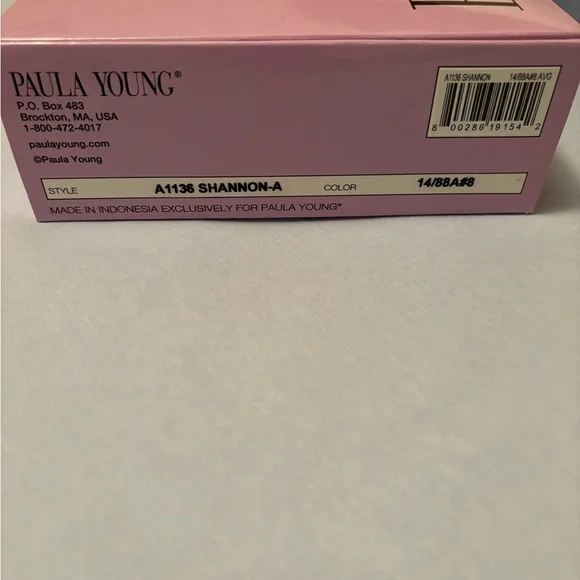 PAULA YOUNG®
P.O. Box 483
Brockton, MA, USA
1-800-472-4017
paulayoung.com
©Paula Young
A1136 SHANNON 14/88A#8 AVG
8 00286 19154 2
STYLE A1136 SHANNON-A COLOR 14/88A#8
MADE IN INDONESIA EXCLUSIVELY FOR PAULA YOUNG®